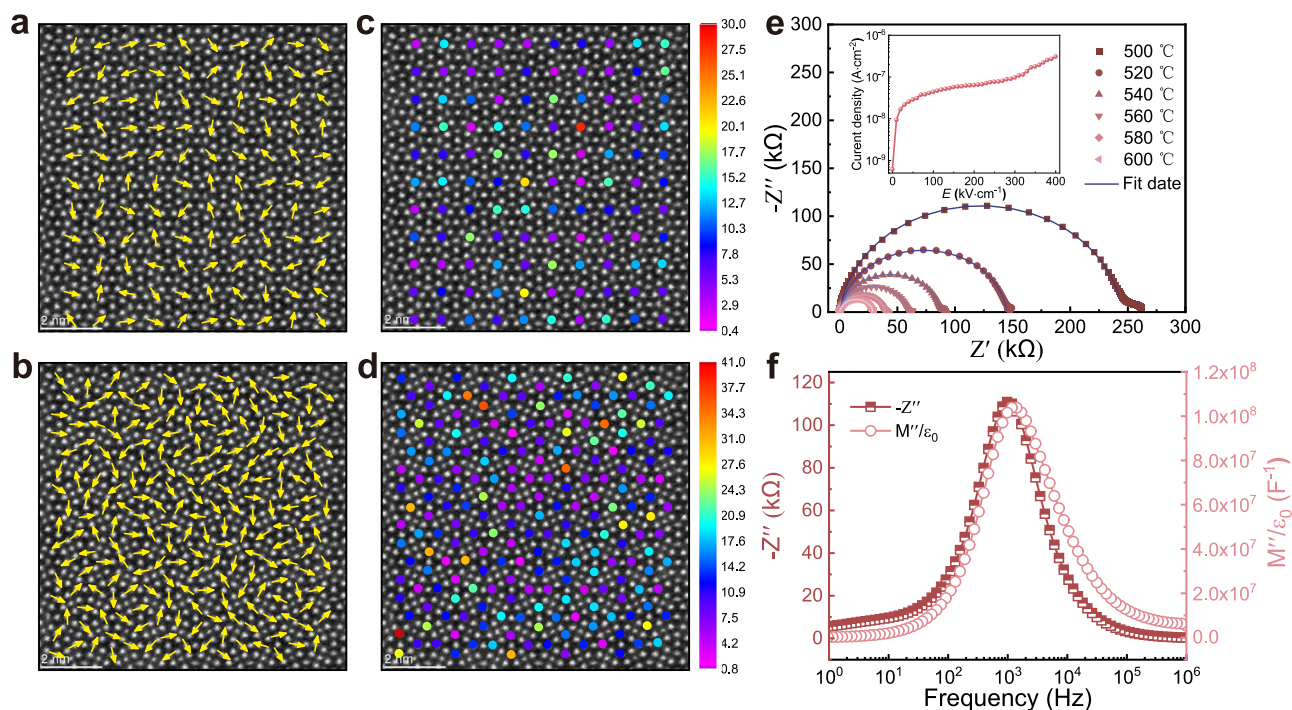 a
2 nm
b
2 nm
c
30.0
27.5
25.1
22.6
20.1
17.7
15.2
12.7
10.3
7.8
5.3
2.9
0.4
d
41.0
37.7
34.3
31.0
27.6
24.3
20.9
17.6
14.2
10.9
7.5
4.2
0.8
e
300
250
200
150
100
50
0
-Z'' (kΩ)
0 50 100 150 200 250 300
Z′ (kΩ)
10⁻⁶
10⁻⁷
10⁻⁸
10⁻⁹
Curent density (A·cm⁻²)
0 100 200 300 400
E (kV·cm⁻¹)
500 ℃
520 ℃
540 ℃
560 ℃
580 ℃
600 ℃
Fit date
f
120
100
80
60
40
20
0
-Z'' (kΩ)
-Z''
M''/ε₀
1.2x10⁸
1.0x10⁸
8.0x10⁷
6.0x10⁷
4.0x10⁷
2.0x10⁷
0.0
M''/ε₀ (F⁻¹)
10⁰ 10¹ 10² 10³ 10⁴ 10⁵ 10⁶
Frequency (Hz)